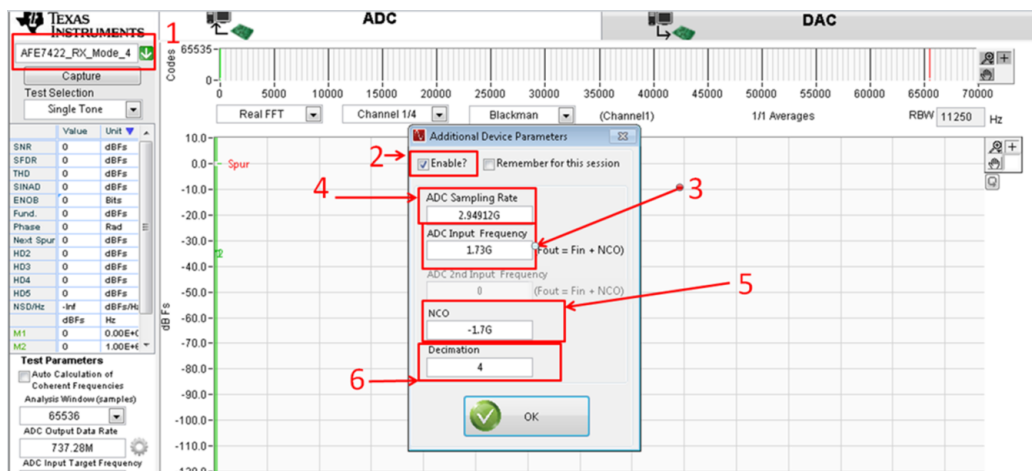 TEXAS
INSTRUMENTS
1
AFE7422_RX_Mode_4
Capture
Test Selection
Single Tone
Value Unit
SNR 0 dBFs
SFDR 0 dBFs
THD 0 dBFs
SINAD 0 dBFs
ENOB 0 Bits
Fund. 0 dBFs
Phase 0 Rad
Next Spur 0 dBFs
HD2 0 dBFs
HD3 0 dBFs
HD4 0 dBFs
HD5 0 dBFs
NSD/Hz -Inf dBFs/Hz
dBFs Hz
M1 0 0.00E+0
M2 0 1.00E+6
Test Parameters
Auto Calculation of
Coherent Frequencies
Analysis Window (samples)
65536
ADC Output Data
Rate
737.28M
ADC Input Target Frequency
ADC
DAC
Codes
65535
0
0 5000 10000 15000 20000 25000 30000 35000 40000 45000 50000 55000 60000 65000 70000
Real FFT Channel 1/4 Blackman (Channel1) 1/1 Averages RBW 11250 Hz
dBFs
10.0
0.0
-10.0
-20.0
-30.0
-40.0
-50.0
-60.0
-70.0
-80.0
-90.0
-100.0
-110.0
-120.0
Spur
Additional Device Parameters
2
Enable? Remember for this session
4
ADC Sampling Rate
2.94912G
3
ADC Input Frequency
1.73G (Fout = Fin + NCO)
ADC 2nd Input Frequency
0 (Fout = Fin + NCO)
5
NCO
-1.7G
6
Decimation
4
OK